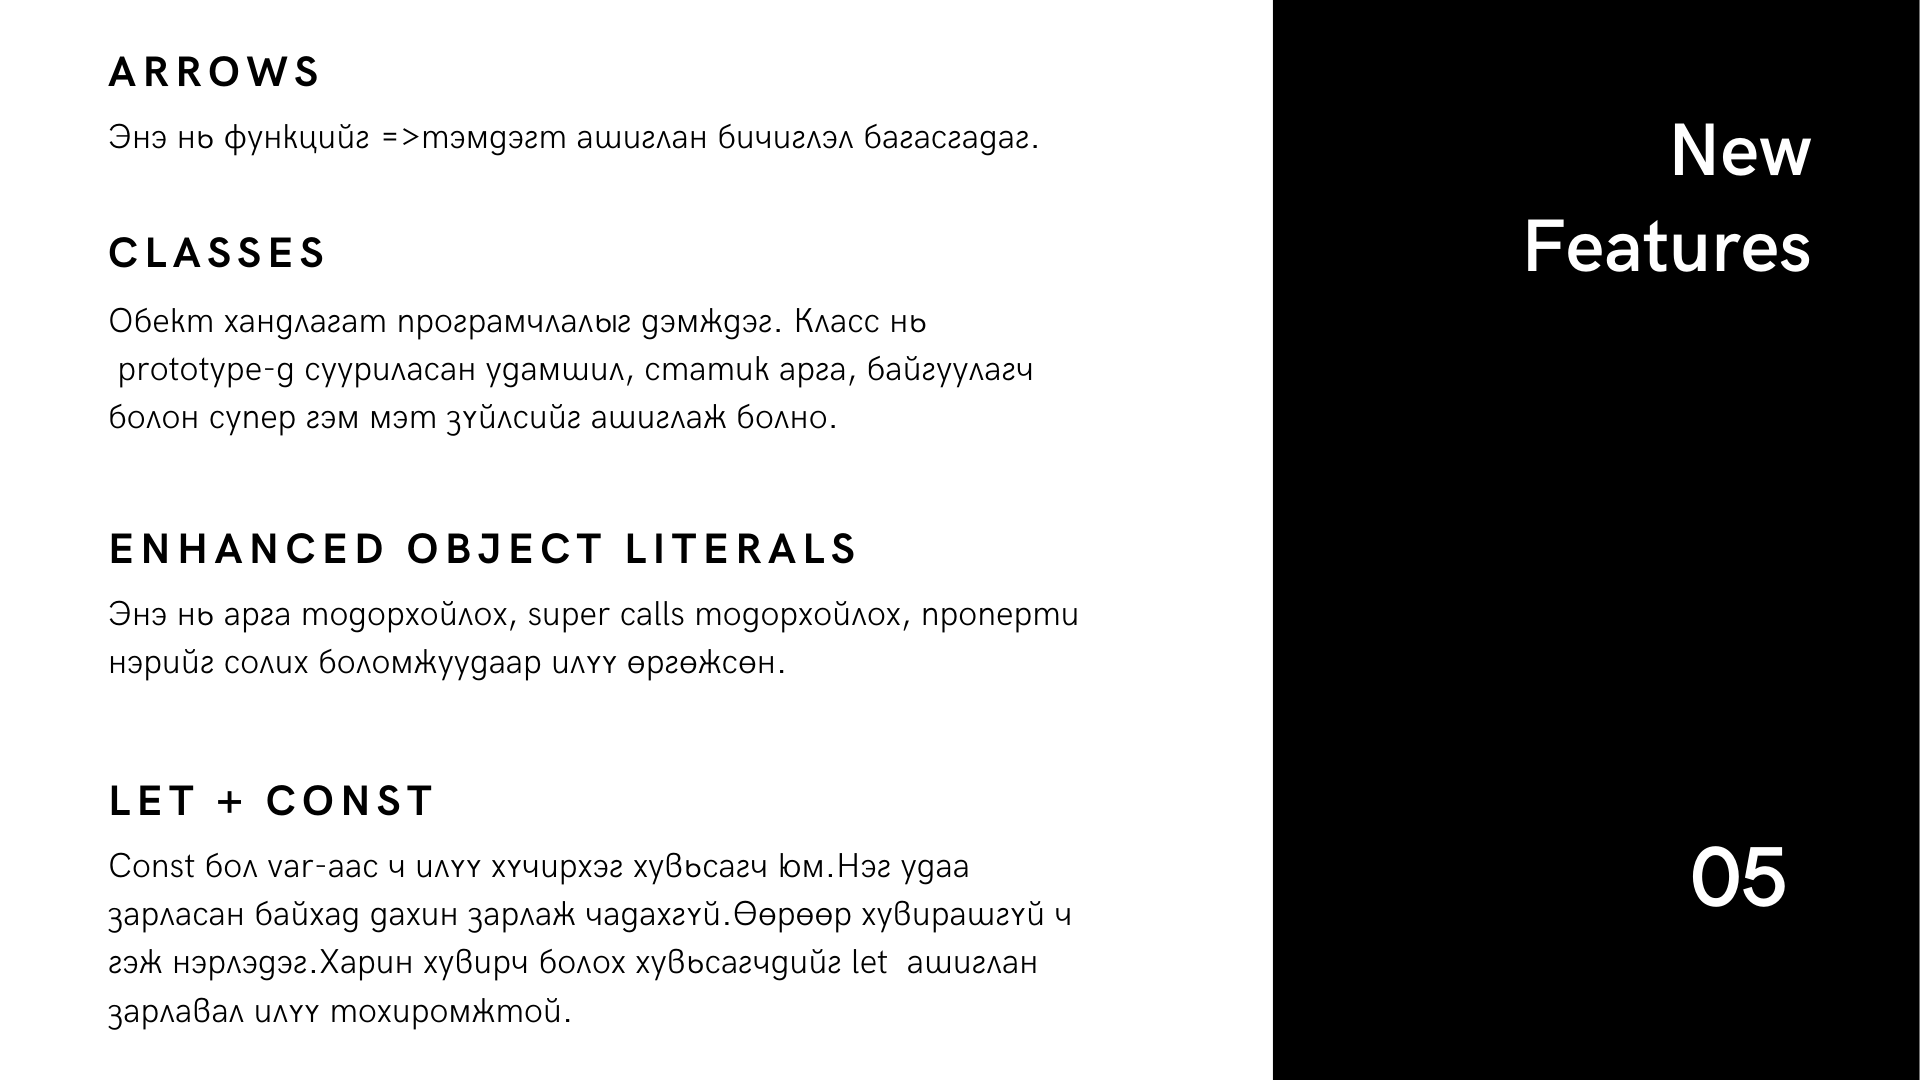 ARROWS
Энэ нь функцийг =>тэмдэгт ашиглан бичиглэл багасгадаг.
CLASSES
Обект хандлагат програмчлалыг дэмждэг. Класс нь
prototype-д суурилaсан удамшил, статик арга, байгуулагч
болон супер гэм мэт зүйлсийг ашиглаж болно.
ENHANCED OBJECT LITERALS
Энэ нь арга тодорхойлох, super calls тодорхойлох, проперти
нэрийг солих боломжуудаар илүү өргөжсөн.
LET + CONST
Const бол var-аас ч илүү хүчирхэг хувьсагч юм.Нэг удаа
зарласан байхад дахин зарлаж чадахгүй.Өөрөөр хувирашгүй ч
гэж нэрлэдэг.Харин хувирч болох хувьсагчдийг let  ашиглан
зарлавал илүү тохиромжтой.
New
Features
05